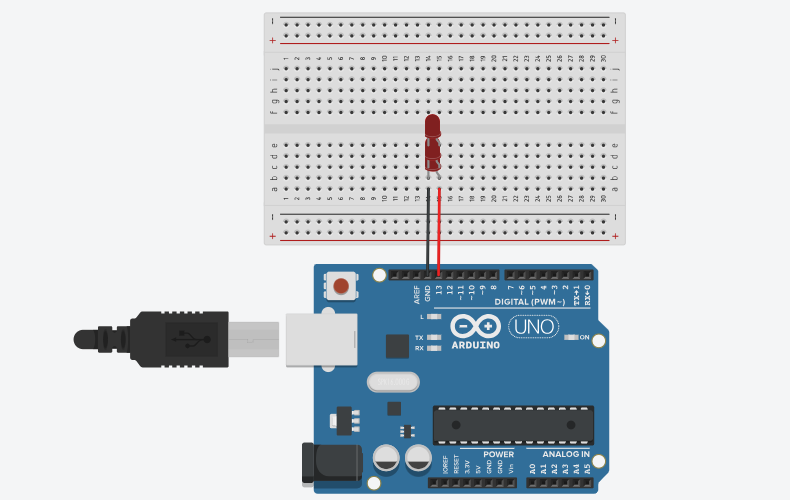 − −
+ +
1 2 3 4 5 6 7 8 9 10 11 12 13 14 15 16 17 18 19 20 21 22 23 24 25 26 27 28 29 30
j j
i i
h h
g g
f f
e e
d d
c c
b b
a a
1 2 3 4 5 6 7 8 9 10 11 12 13 15 16 17 18 19 20 21 22 23 24 25 26 27 28 29 30
− −
+ +
AREF GND 13 12 ~11 ~10 ~9 8 7 ~6 ~5 4 ~3 2 TX→1 RX←0
DIGITAL (PWM~)
L
TX
RX
UNO
ON
ARDUINO
POWER ANALOG IN
IOREF RESET 3.3V 5V GND GND Vin A0 A1 A2 A3 A4 A5